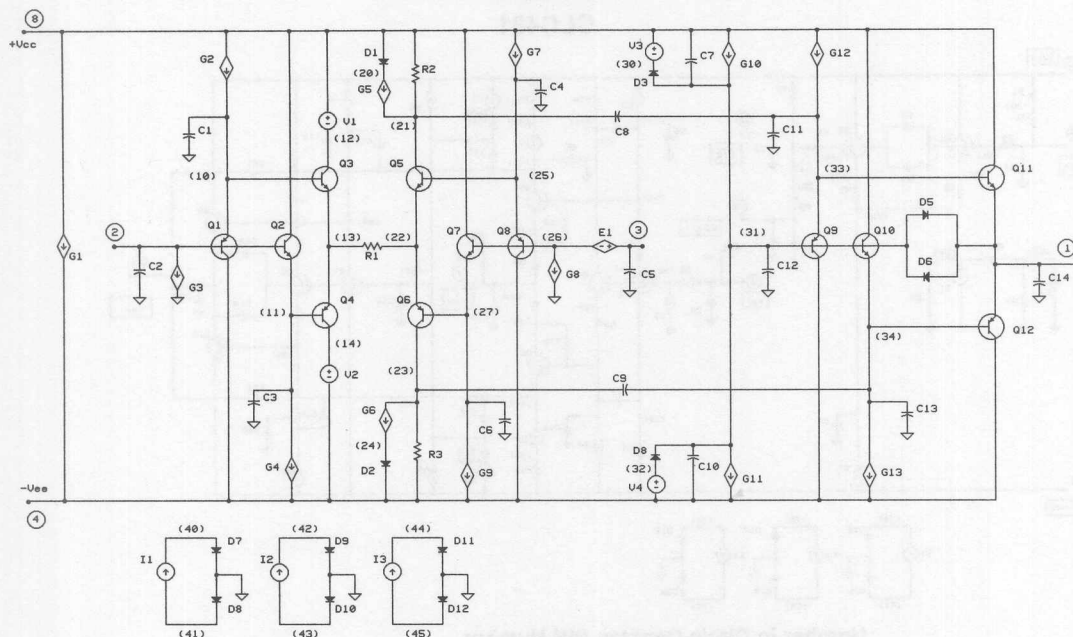 8
+Vcc
G2
D1
(20)
G5
R2
G7
C4
V3
(30)
D3
C7
G10
G12
V1
(12)
(21)
C8
C11
C1
Q3
Q5
(10)
(25)
(33)
Q11
D5
2
Q1
Q2
(13)
R1
(22)
Q7
Q8
(26)
E1
3
(31)
Q9
Q10
1
G1
C2
G3
G8
C5
C12
D6
C14
Q4
Q6
(11)
(27)
(34)
Q12
(14)
V2
(23)
C9
C3
G6
(24)
D2
C6
C13
G4
R3
G9
D8
(32)
V4
C10
G11
G13
-Vee
4
(40)
(42)
(44)
D7
D9
D11
I1
I2
I3
D8
D10
D12
(41)
(43)
(45)